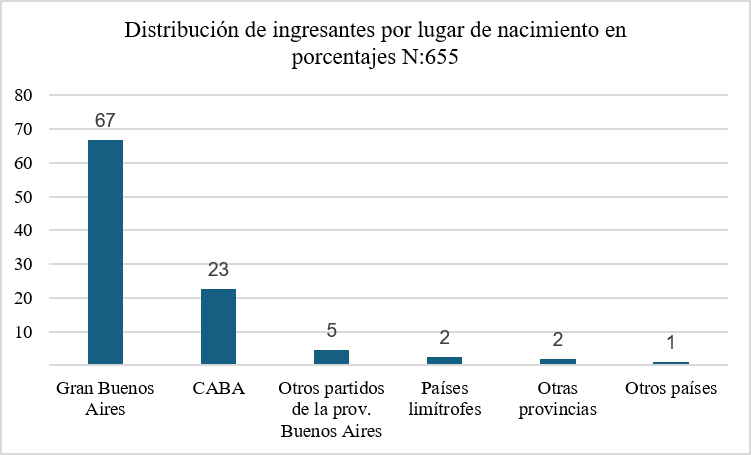 Distribución de ingresantes por lugar de nacimiento en
porcentajes N:655
80
70
60
50
40
30
20
10
67
23
5
2
2
1
Gran Buenos
Aires
CABA
Otros partidos
de la prov.
Buenos Aires
Países
limítrofes
Otras
provincias
Otros países